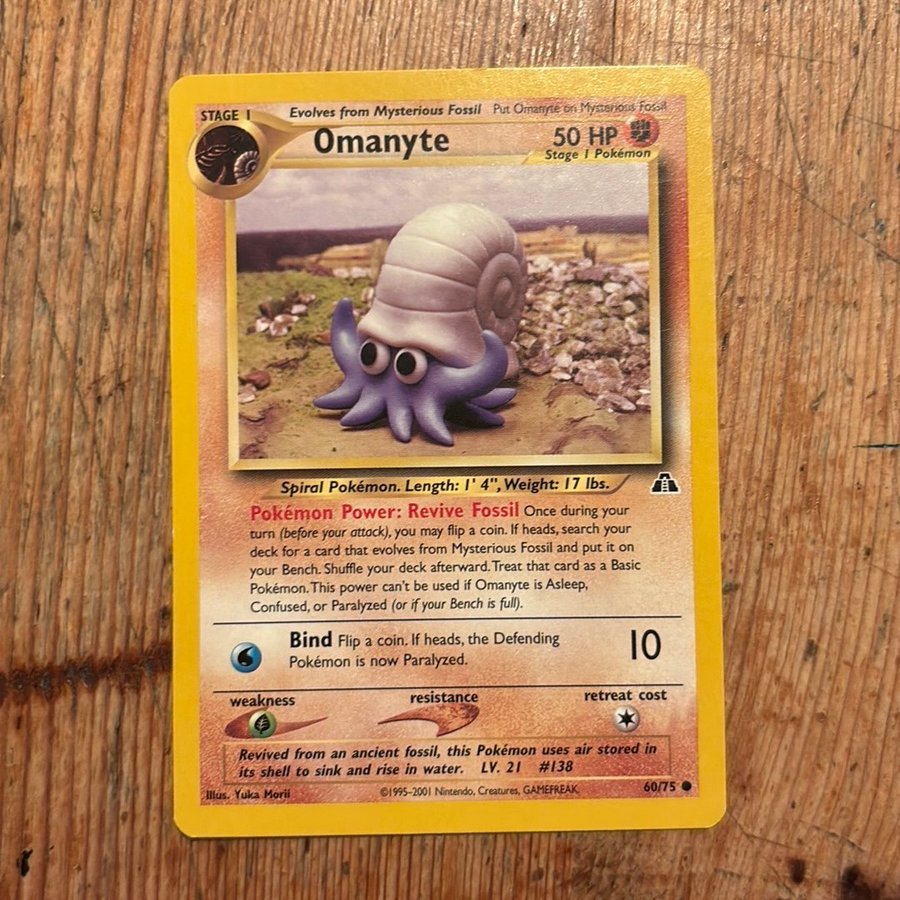 STAGE 1 Evolves from Mysterious Fossil Put Omanyte on Mysterious Fossil
Omanyte 50 HP
Stage 1 Pokémon
Spiral Pokémon. Length: 1' 4", Weight: 17 lbs.
Pokémon Power: Revive Fossil Once during your
turn (before your attack), you may flip a coin. If heads, search your
deck for a card that evolves from Mysterious Fossil and put it on
your Bench. Shuffle your deck afterward. Treat that card as a Basic
Pokémon. This power can't be used if Omanyte is Asleep,
Confused, or Paralyzed (or if your Bench is full).
Bind Flip a coin. If heads, the Defending 10
Pokémon is now Paralyzed.
weakness resistance retreat cost
Revived from an ancient fossil, this Pokémon uses air stored in
its shell to sink and rise in water. LV. 21 #138
Illus. Yuka Morii ©1995-2001 Nintendo, Creatures, GAMEFREAK. 60/75